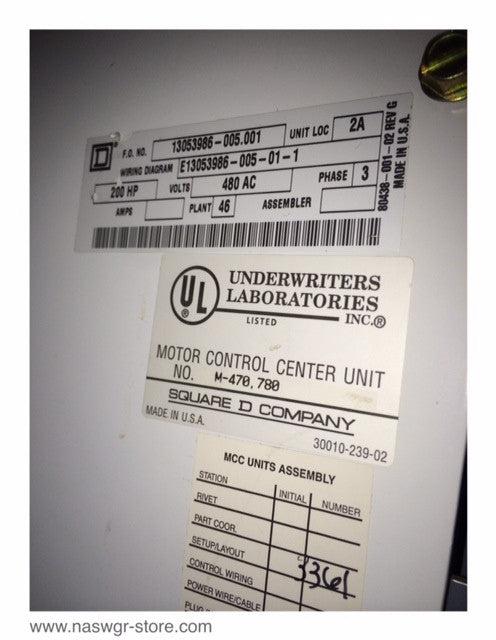 F.O. NO. 13053986-005.001 UNIT LOC 2A
WIRING DIAGRAM E13053986-005-01-1
200 HP VOLTS 480 AC PHASE 3
AMPS PLANT 46 ASSEMBLER
80438-001-02 REV G
MADE IN U.S.A.
UL ®
LISTED
UNDERWRITERS
LABORATORIES
INC.®
MOTOR CONTROL CENTER UNIT
NO. M-470,780
SQUARE D COMPANY
MADE IN U.S.A.
30010-239-02
MCC UNITS ASSEMBLY
STATION INITIAL NUMBER
RIVET
PART COOR.
SETUP/LAYOUT
CONTROL WIRING 3361
POWER WIRE/CABLE
www.naswgr-store.com